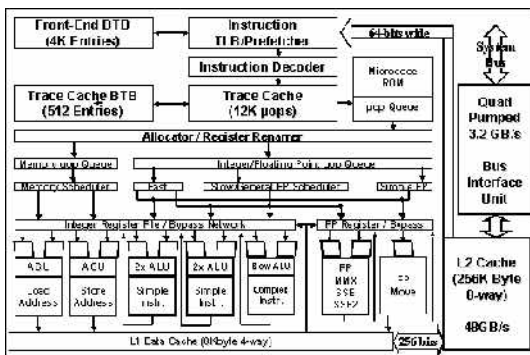 Front-End BTB
(4K Entries)
Instruction
TLB/Prefetcher
64-bits wide
System
Bus
Instruction Decoder
Microcode
ROM
Trace Cache BTB
(512 Entries)
Trace Cache
(12K µops)
µop Queue
Quad
Pumped
3.2 GB/s
Bus
Interface
Unit
Allocator / Register Renamer
Memory uop Queue
Integer/Floating Point uop Queue
Memory Scheduler
Fast
Slow/General FP Scheduler
Simple FP
Integer Register File / Bypass Network
FP Register / Bypass
AGU
Load
Address
AGU
Store
Address
2x ALU
Simple
Instr.
2x ALU
Simple
Instr.
Slow ALU
Complex
Instr.
FP
MMX
SSE
SSE2
FP
Move
L2 Cache
(256K Byte
8-way)
48GB/s
L1 Data Cache (8Kbyte 4-way)
256 bits